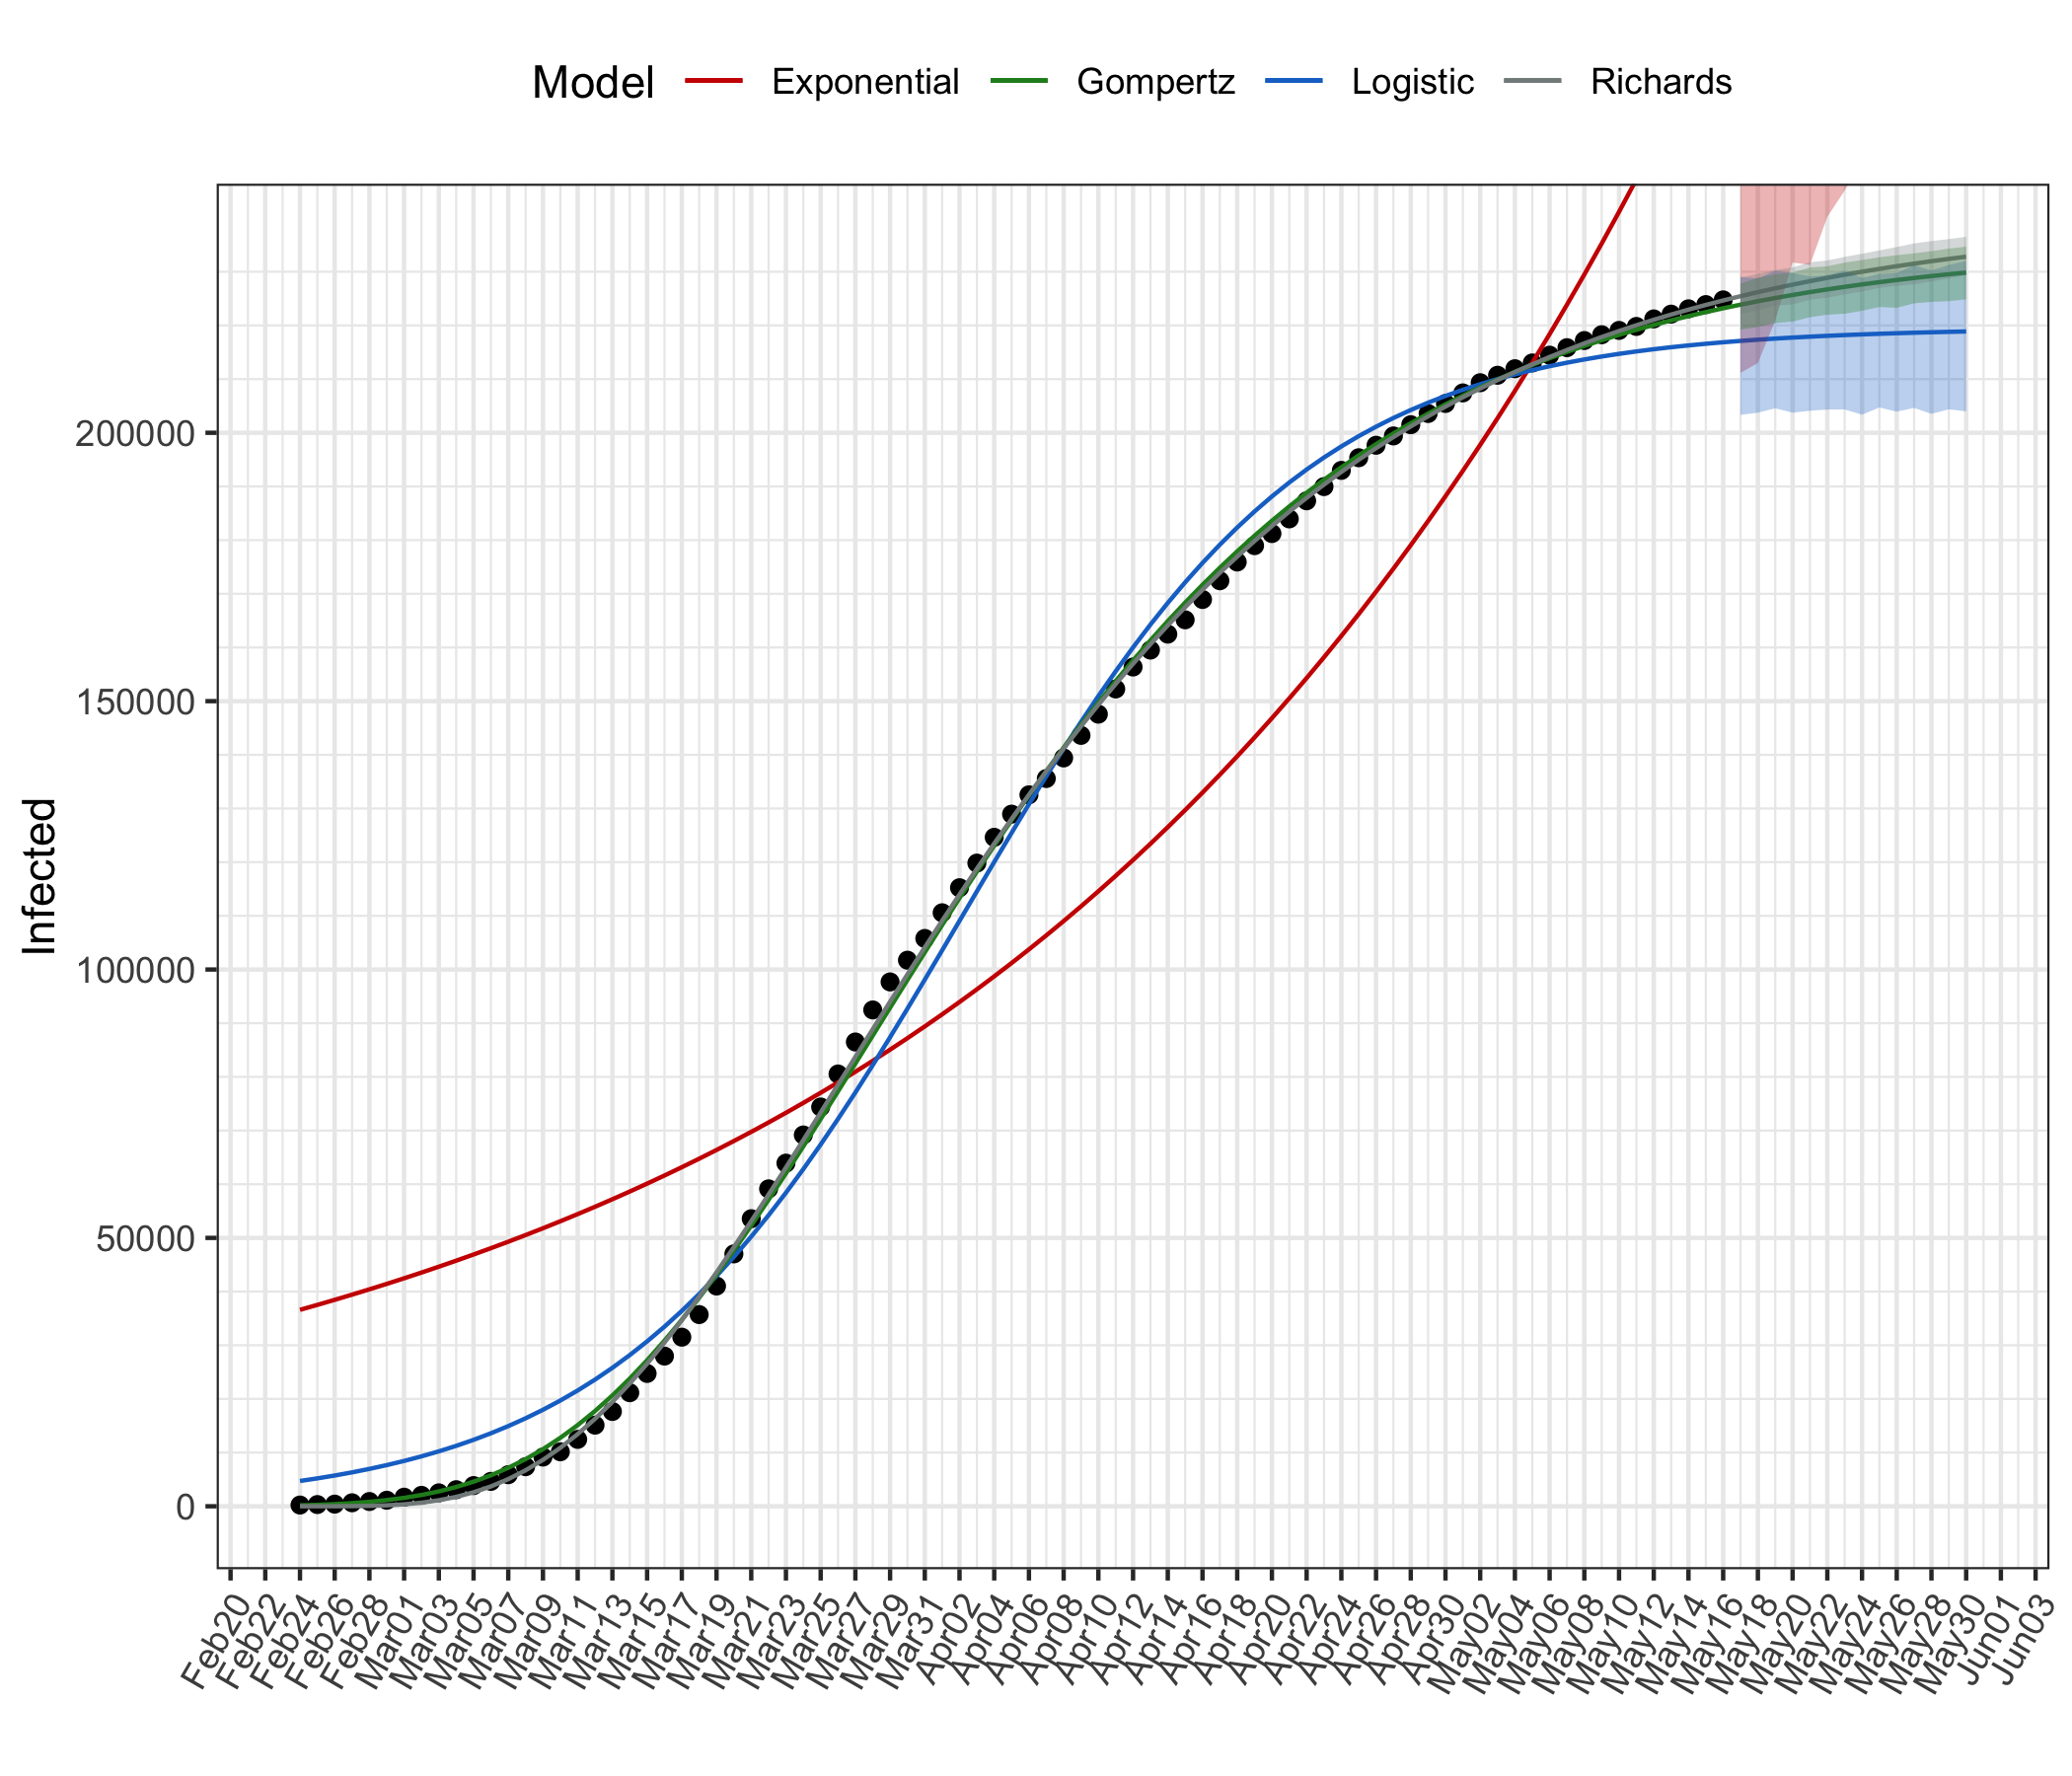 Model Exponential Gompertz Logistic Richards
Infected
200000
150000
100000
50000
0
Feb20 Feb22 Feb24 Feb26 Feb28 Mar01 Mar03 Mar05 Mar07 Mar09 Mar11 Mar13 Mar15 Mar17 Mar19 Mar21 Mar23 Mar25 Mar27 Mar29 Mar31 Apr02 Apr04 Apr06 Apr08 Apr10 Apr12 Apr14 Apr16 Apr18 Apr20 Apr22 Apr24 Apr26 Apr28 Apr30 May02 May04 May06 May08 May10 May12 May14 May16 May18 May20 May22 May24 May26 May28 May30 Jun01 Jun03